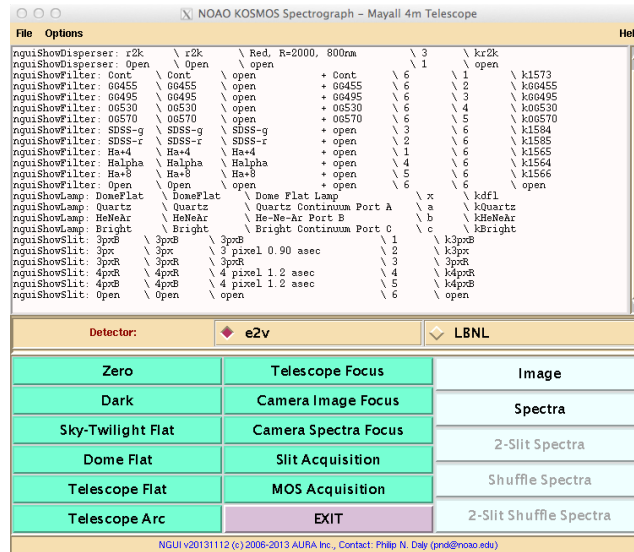 NOAO KOSMOS Spectrograph - Mayall 4m Telescope
File Options Hel
nguiShowDisperser: r2k \ r2k \ Red, R=2000, 800nm \ 3 \ kr2k
nguiShowDisperser: Open \ Open \ open \ 1 \ open
nguiShowFilter: Cont \ Cont \ open + Cont \ 6 \ 1 \ k1573
nguiShowFilter: GG455 \ GG455 \ open + GG455 \ 6 \ 2 \ kGG455
nguiShowFilter: GG495 \ GG495 \ open + GG495 \ 6 \ 3 \ kGG495
nguiShowFilter: OG530 \ OG530 \ open + OG530 \ 6 \ 4 \ kOG530
nguiShowFilter: OG570 \ OG570 \ open + OG570 \ 6 \ 5 \ kOG570
nguiShowFilter: SDSS-g \ SDSS-g \ SDSS-g + open \ 3 \ 6 \ k1584
nguiShowFilter: SDSS-r \ SDSS-r \ SDSS-r + open \ 2 \ 6 \ k1585
nguiShowFilter: Ha+4 \ Ha+4 \ Ha+4 + open \ 1 \ 6 \ k1565
nguiShowFilter: Halpha \ Halpha \ Halpha + open \ 4 \ 6 \ k1564
nguiShowFilter: Ha+8 \ Ha+8 \ Ha+8 + open \ 5 \ 6 \ k1566
nguiShowFilter: Open \ Open \ open + open \ 6 \ 6 \ open
nguiShowLamp: DomeFlat \ DomeFlat \ Dome Flat Lamp \ x \ kdfl
nguiShowLamp: Quartz \ Quartz \ Quartz Continuum Port A \ a \ kQuartz
nguiShowLamp: HeNeAr \ HeNeAr \ He-Ne-Ar Port B \ b \ kHeNeAr
nguiShowLamp: Bright \ Bright \ Bright Continuum Port C \ c \ kBright
nguiShowSlit: 3pxB \ 3pxB \ 3pxB \ 1 \ k3pxB
nguiShowSlit: 3px \ 3px \ 3 pixel 0.90 asec \ 2 \ k3px
nguiShowSlit: 3pxR \ 3pxR \ 3pxR \ 3 \ k3pxR
nguiShowSlit: 4pxR \ 4pxR \ 4 pixel 1.2 asec \ 4 \ k4pxR
nguiShowSlit: 4pxB \ 4pxB \ 4 pixel 1.2 asec \ 5 \ k4pxB
nguiShowSlit: Open \ Open \ open \ 6 \ open
Detector: e2v LBNL
Zero Telescope Focus Image
Dark Camera Image Focus Spectra
Sky-Twilight Flat Camera Spectra Focus 2-Slit Spectra
Dome Flat Slit Acquisition Shuffle Spectra
Telescope Flat MOS Acquisition 2-Slit Shuffle Spectra
Telescope Arc EXIT
NGUI v20131112 (c) 2006-2013 AURA Inc., Contact: Philip N. Daly (pnd@noao.edu)